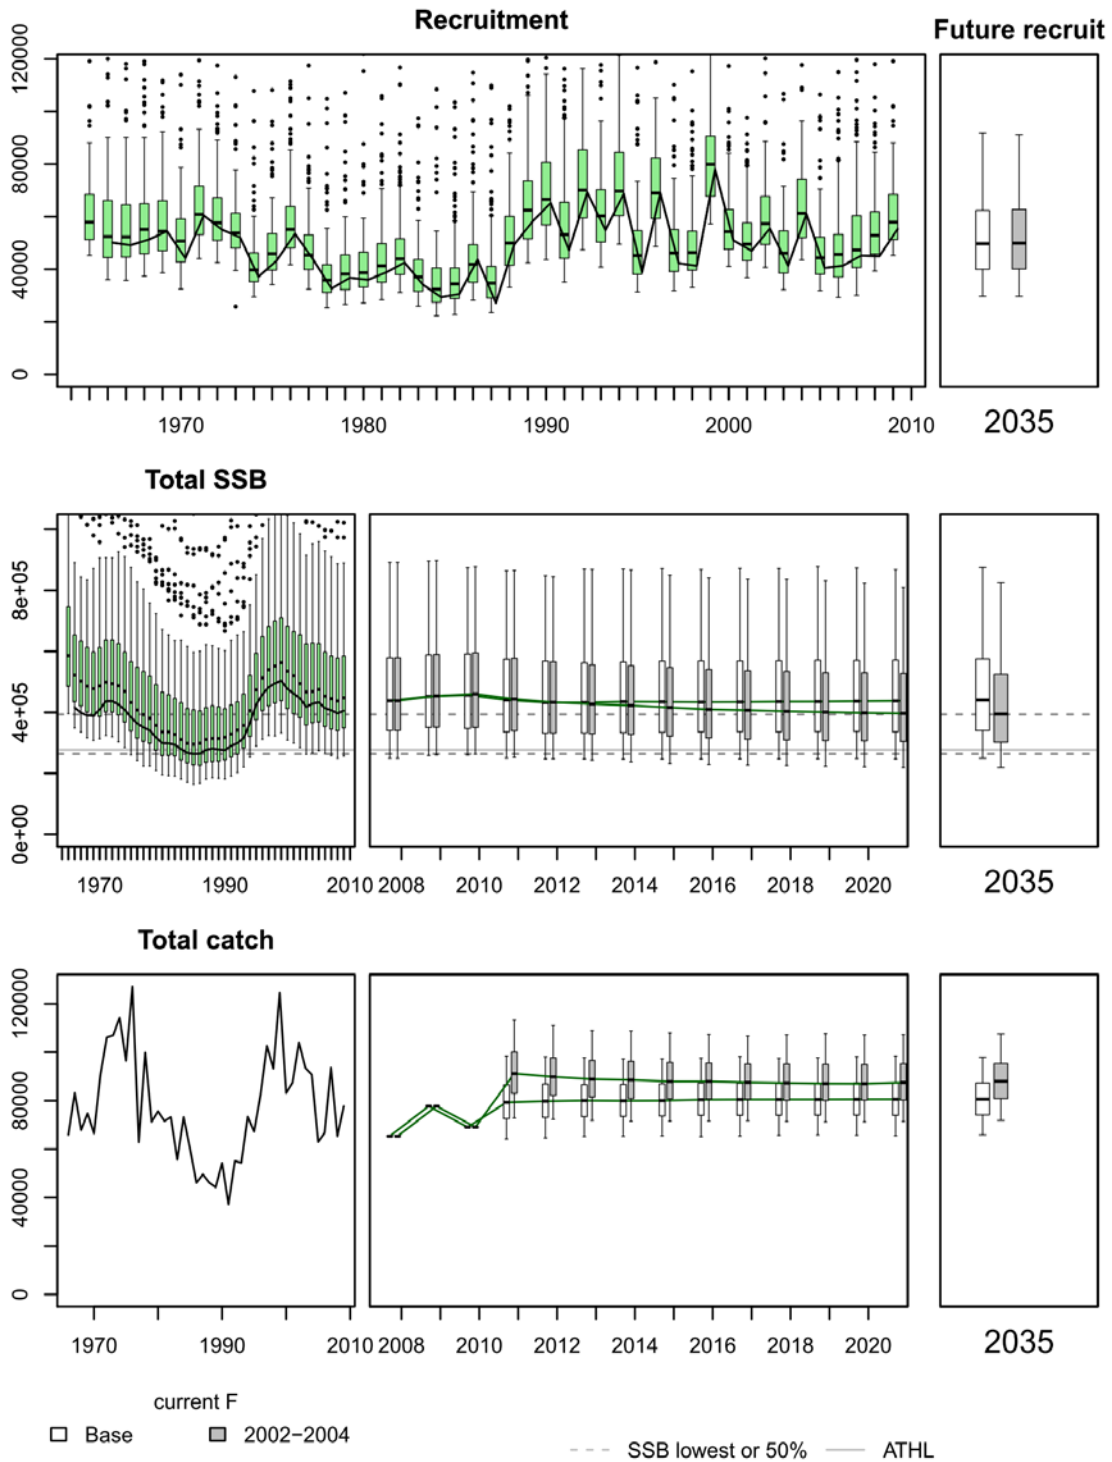 Recruitment
Future recruit
120000
80000
40000
0
1970 1980 1990 2000 2010
2035
Total SSB
8e+05
4e+05
0e+00
1970 1990 2010 2008 2010 2012 2014 2016 2018 2020
2035
Total catch
120000
80000
40000
0
1970 1990 2010 2008 2010 2012 2014 2016 2018 2020
2035
current F
Base 2002−2004
SSB lowest or 50% ATHL